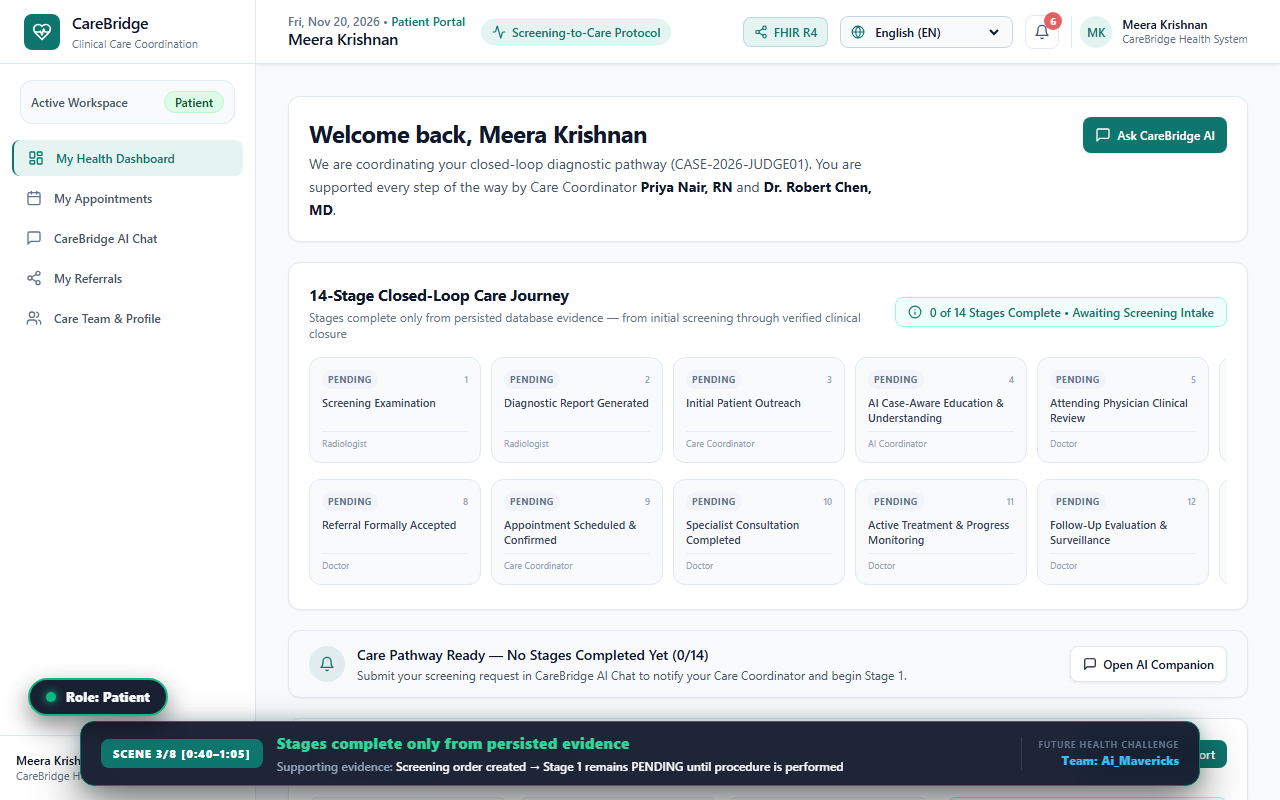 CareBridge
Clinical Care Coordination
Fri, Nov 20, 2026 • Patient Portal
Meera Krishnan
Screening-to-Care Protocol
FHIR R4
English (EN)
6
MK
Meera Krishnan
CareBridge Health System
Active Workspace
Patient
My Health Dashboard
My Appointments
CareBridge AI Chat
My Referrals
Care Team & Profile
Welcome back, Meera Krishnan
We are coordinating your closed-loop diagnostic pathway (CASE-2026-JUDGE01). You are
supported every step of the way by Care Coordinator Priya Nair, RN and Dr. Robert Chen,
MD.
Ask CareBridge AI
14-Stage Closed-Loop Care Journey
Stages complete only from persisted database evidence — from initial screening through verified clinical
closure
0 of 14 Stages Complete • Awaiting Screening Intake
PENDING 1
Screening Examination
Radiologist
PENDING 2
Diagnostic Report Generated
Radiologist
PENDING 3
Initial Patient Outreach
Care Coordinator
PENDING 4
AI Case-Aware Education &
Understanding
AI Coordinator
PENDING 5
Attending Physician Clinical
Review
Doctor
PENDING 8
Referral Formally Accepted
Doctor
PENDING 9
Appointment Scheduled &
Confirmed
Care Coordinator
PENDING 10
Specialist Consultation
Completed
Doctor
PENDING 11
Active Treatment & Progress
Monitoring
Doctor
PENDING 12
Follow-Up Evaluation &
Surveillance
Doctor
Care Pathway Ready — No Stages Completed Yet (0/14)
Submit your screening request in CareBridge AI Chat to notify your Care Coordinator and begin Stage 1.
Open AI Companion
Role: Patient
Meera Krish
CareBridge H
SCENE 3/8 [0:40–1:05]
Stages complete only from persisted evidence
Supporting evidence: Screening order created → Stage 1 remains PENDING until procedure is performed
FUTURE HEALTH CHALLENGE
Team: Ai_Mavericks
ort